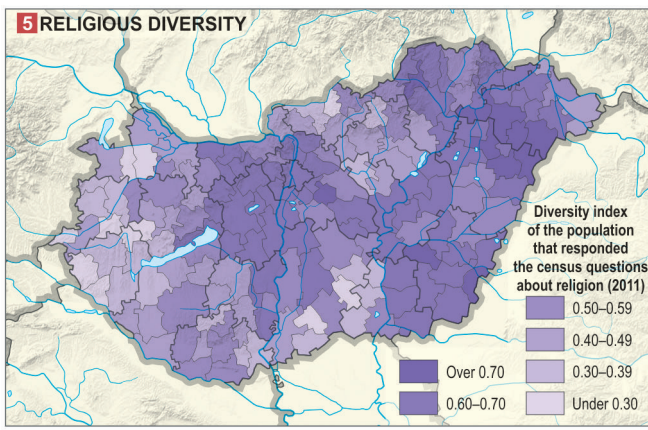 5 RELIGIOUS DIVERSITY
Diversity index
of the population
that responded
the census questions
about religion (2011)
0.50–0.59
0.40–0.49
0.30–0.39
Under 0.30
Over 0.70
0.60–0.70